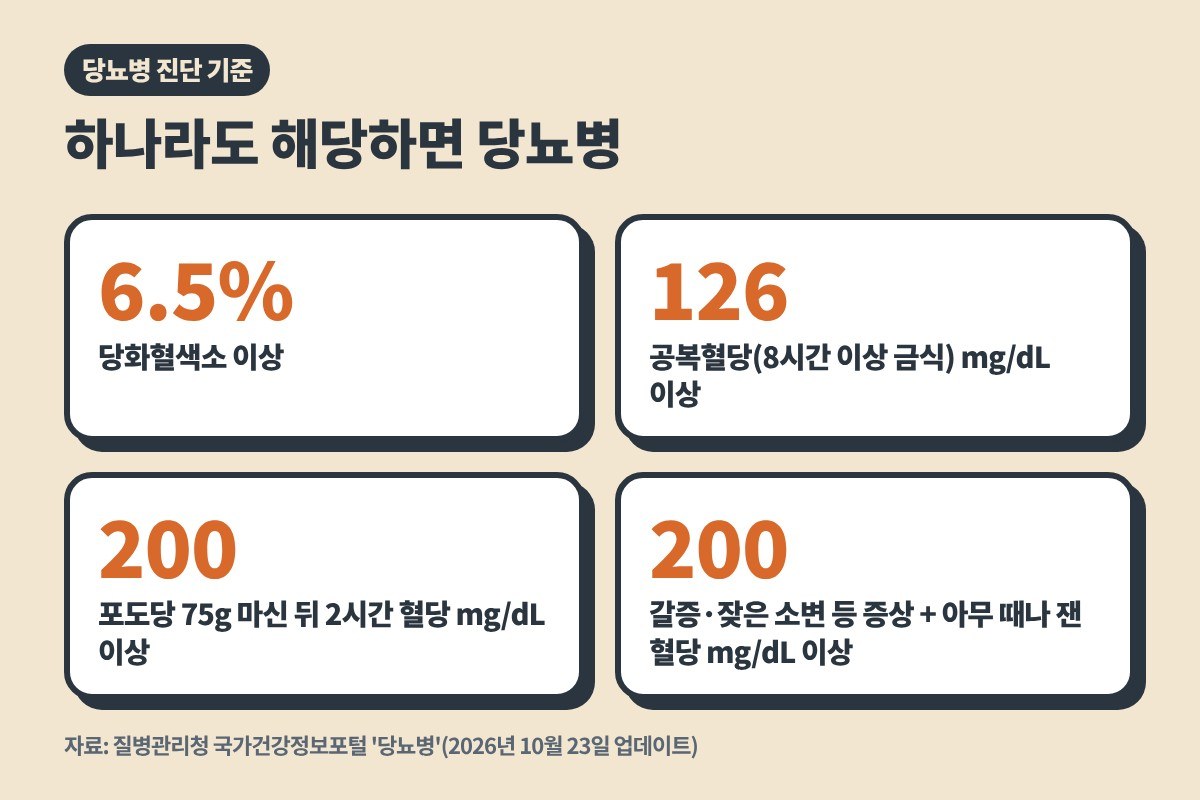 당뇨병 진단 기준
하나라도 해당하면 당뇨병
6.5%
당화혈색소 이상
126
공복혈당(8시간 이상 금식) mg/dL
이상
200
포도당 75g 마신 뒤 2시간 혈당 mg/dL
이상
200
갈증·잦은 소변 등 증상 + 아무 때나 잰
혈당 mg/dL 이상
자료: 질병관리청 국가건강정보포털 '당뇨병'(2026년 10월 23일 업데이트)